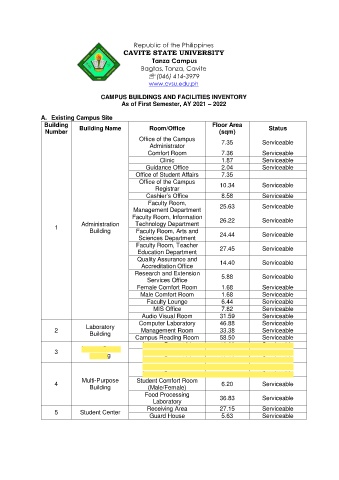 Republic of the Philippines
CAVITE STATE UNIVERSITY
Tanza Campus
Bagtas, Tanza, Cavite
☏ (046) 414-3979
www.cvsu.edu.ph
CAMPUS BUILDINGS AND FACILITIES INVENTORY
As of First Semester, AY 2021 – 2022
A. Existing Campus Site
Building Number Building Name Room/Office Floor Area (sqm) Status
1 Administration Building
Office of the Campus Administrator 7.35 Serviceable
Comfort Room 7.36 Serviceable
Clinic 1.87 Serviceable
Guidance Office 2.04 Serviceable
Office of Student Affairs 7.35
Office of the Campus Registrar 10.34 Serviceable
Cashier's Office 6.58 Serviceable
Faculty Room, Management Department 25.63 Serviceable
Faculty Room, Information Technology Department 26.22 Serviceable
Faculty Room, Arts and Sciences Department 24.44 Serviceable
Faculty Room, Teacher Education Department 27.45 Serviceable
Quality Assurance and Accreditation Office 14.40 Serviceable
Research and Extension Services Office 5.88 Serviceable
Female Comfort Room 1.68 Serviceable
Male Comfort Room 1.68 Serviceable
Faculty Lounge 6.44 Serviceable
MIS Office 7.82 Serviceable
Audio Visual Room 31.59 Serviceable
2 Laboratory Building
Computer Laboratory 46.88 Serviceable
Management Room 33.38 Serviceable
Campus Reading Room 58.50 Serviceable
3 g
4 Multi-Purpose Building
Student Comfort Room (Male/Female) 6.20 Serviceable
Food Processing Laboratory 36.83 Serviceable
5 Student Center
Receiving Area 27.15 Serviceable
Guard House 5.63 Serviceable